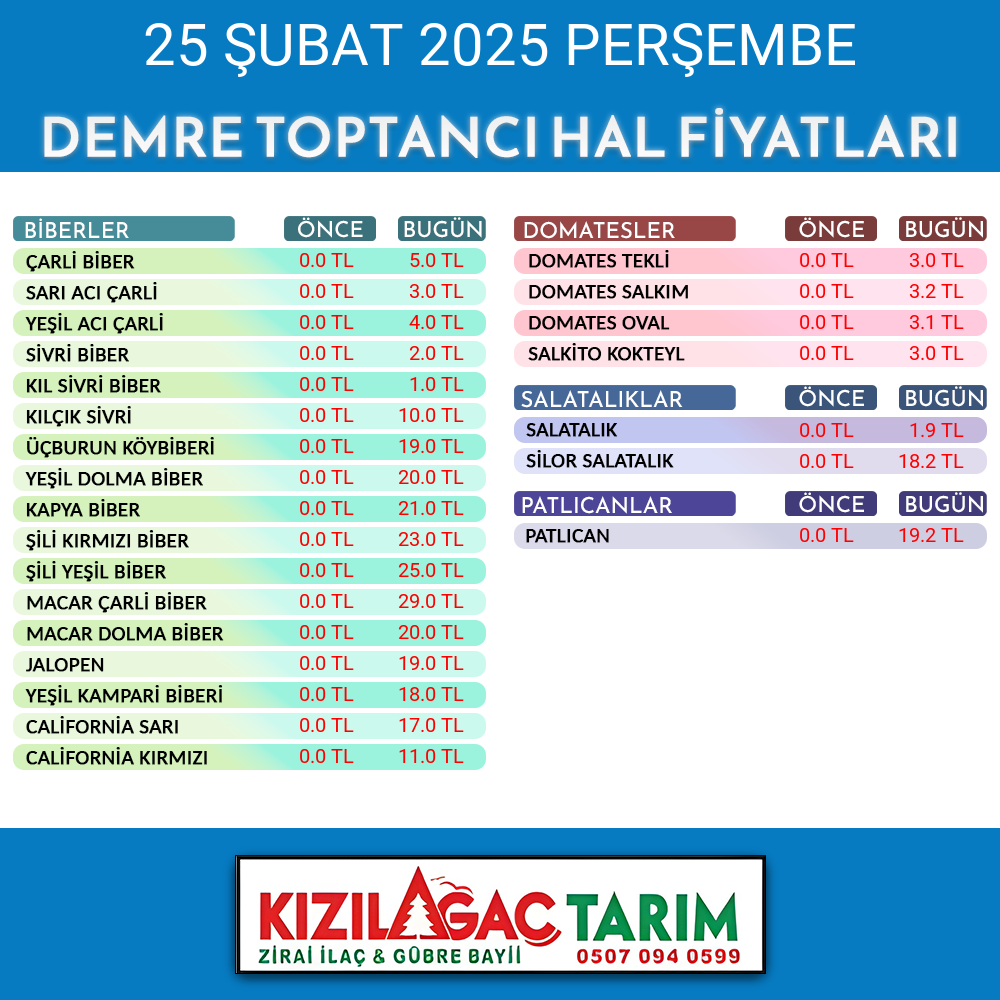 25 ŞUBAT 2025 PERŞEMBE
DEMRE TOPTANCI HAL FİYATLARI
BİBERLER ÖNCE BUGÜN
ÇARLİ BİBER 0.0 TL 5.0 TL
SARI ACI ÇARLİ 0.0 TL 3.0 TL
YEŞİL ACI ÇARLİ 0.0 TL 4.0 TL
SİVRİ BİBER 0.0 TL 2.0 TL
KIL SİVRİ BİBER 0.0 TL 1.0 TL
KILÇIK SİVRİ 0.0 TL 10.0 TL
ÜÇBURUN KÖYBİBERİ 0.0 TL 19.0 TL
YEŞİL DOLMA BİBER 0.0 TL 20.0 TL
KAPYA BİBER 0.0 TL 21.0 TL
ŞİLİ KIRMIZI BİBER 0.0 TL 23.0 TL
ŞİLİ YEŞİL BİBER 0.0 TL 25.0 TL
MACAR ÇARLİ BİBER 0.0 TL 29.0 TL
MACAR DOLMA BİBER 0.0 TL 20.0 TL
JALOPEN 0.0 TL 19.0 TL
YEŞİL KAMPARİ BİBERİ 0.0 TL 18.0 TL
CALİFORNİA SARI 0.0 TL 17.0 TL
CALİFORNİA KIRMIZI 0.0 TL 11.0 TL
DOMATESLER ÖNCE BUGÜN
DOMATES TEKLİ 0.0 TL 3.0 TL
DOMATES SALKIM 0.0 TL 3.2 TL
DOMATES OVAL 0.0 TL 3.1 TL
SALKİTO KOKTEYL 0.0 TL 3.0 TL
SALATALIKLAR ÖNCE BUGÜN
SALATALIK 0.0 TL 1.9 TL
SİLOR SALATALIK 0.0 TL 18.2 TL
PATLICANLAR ÖNCE BUGÜN
PATLICAN 0.0 TL 19.2 TL
KIZILAGAÇ TARIM
ZİRAİ İLAÇ & GÜBRE BAYİİ 0507 094 0599